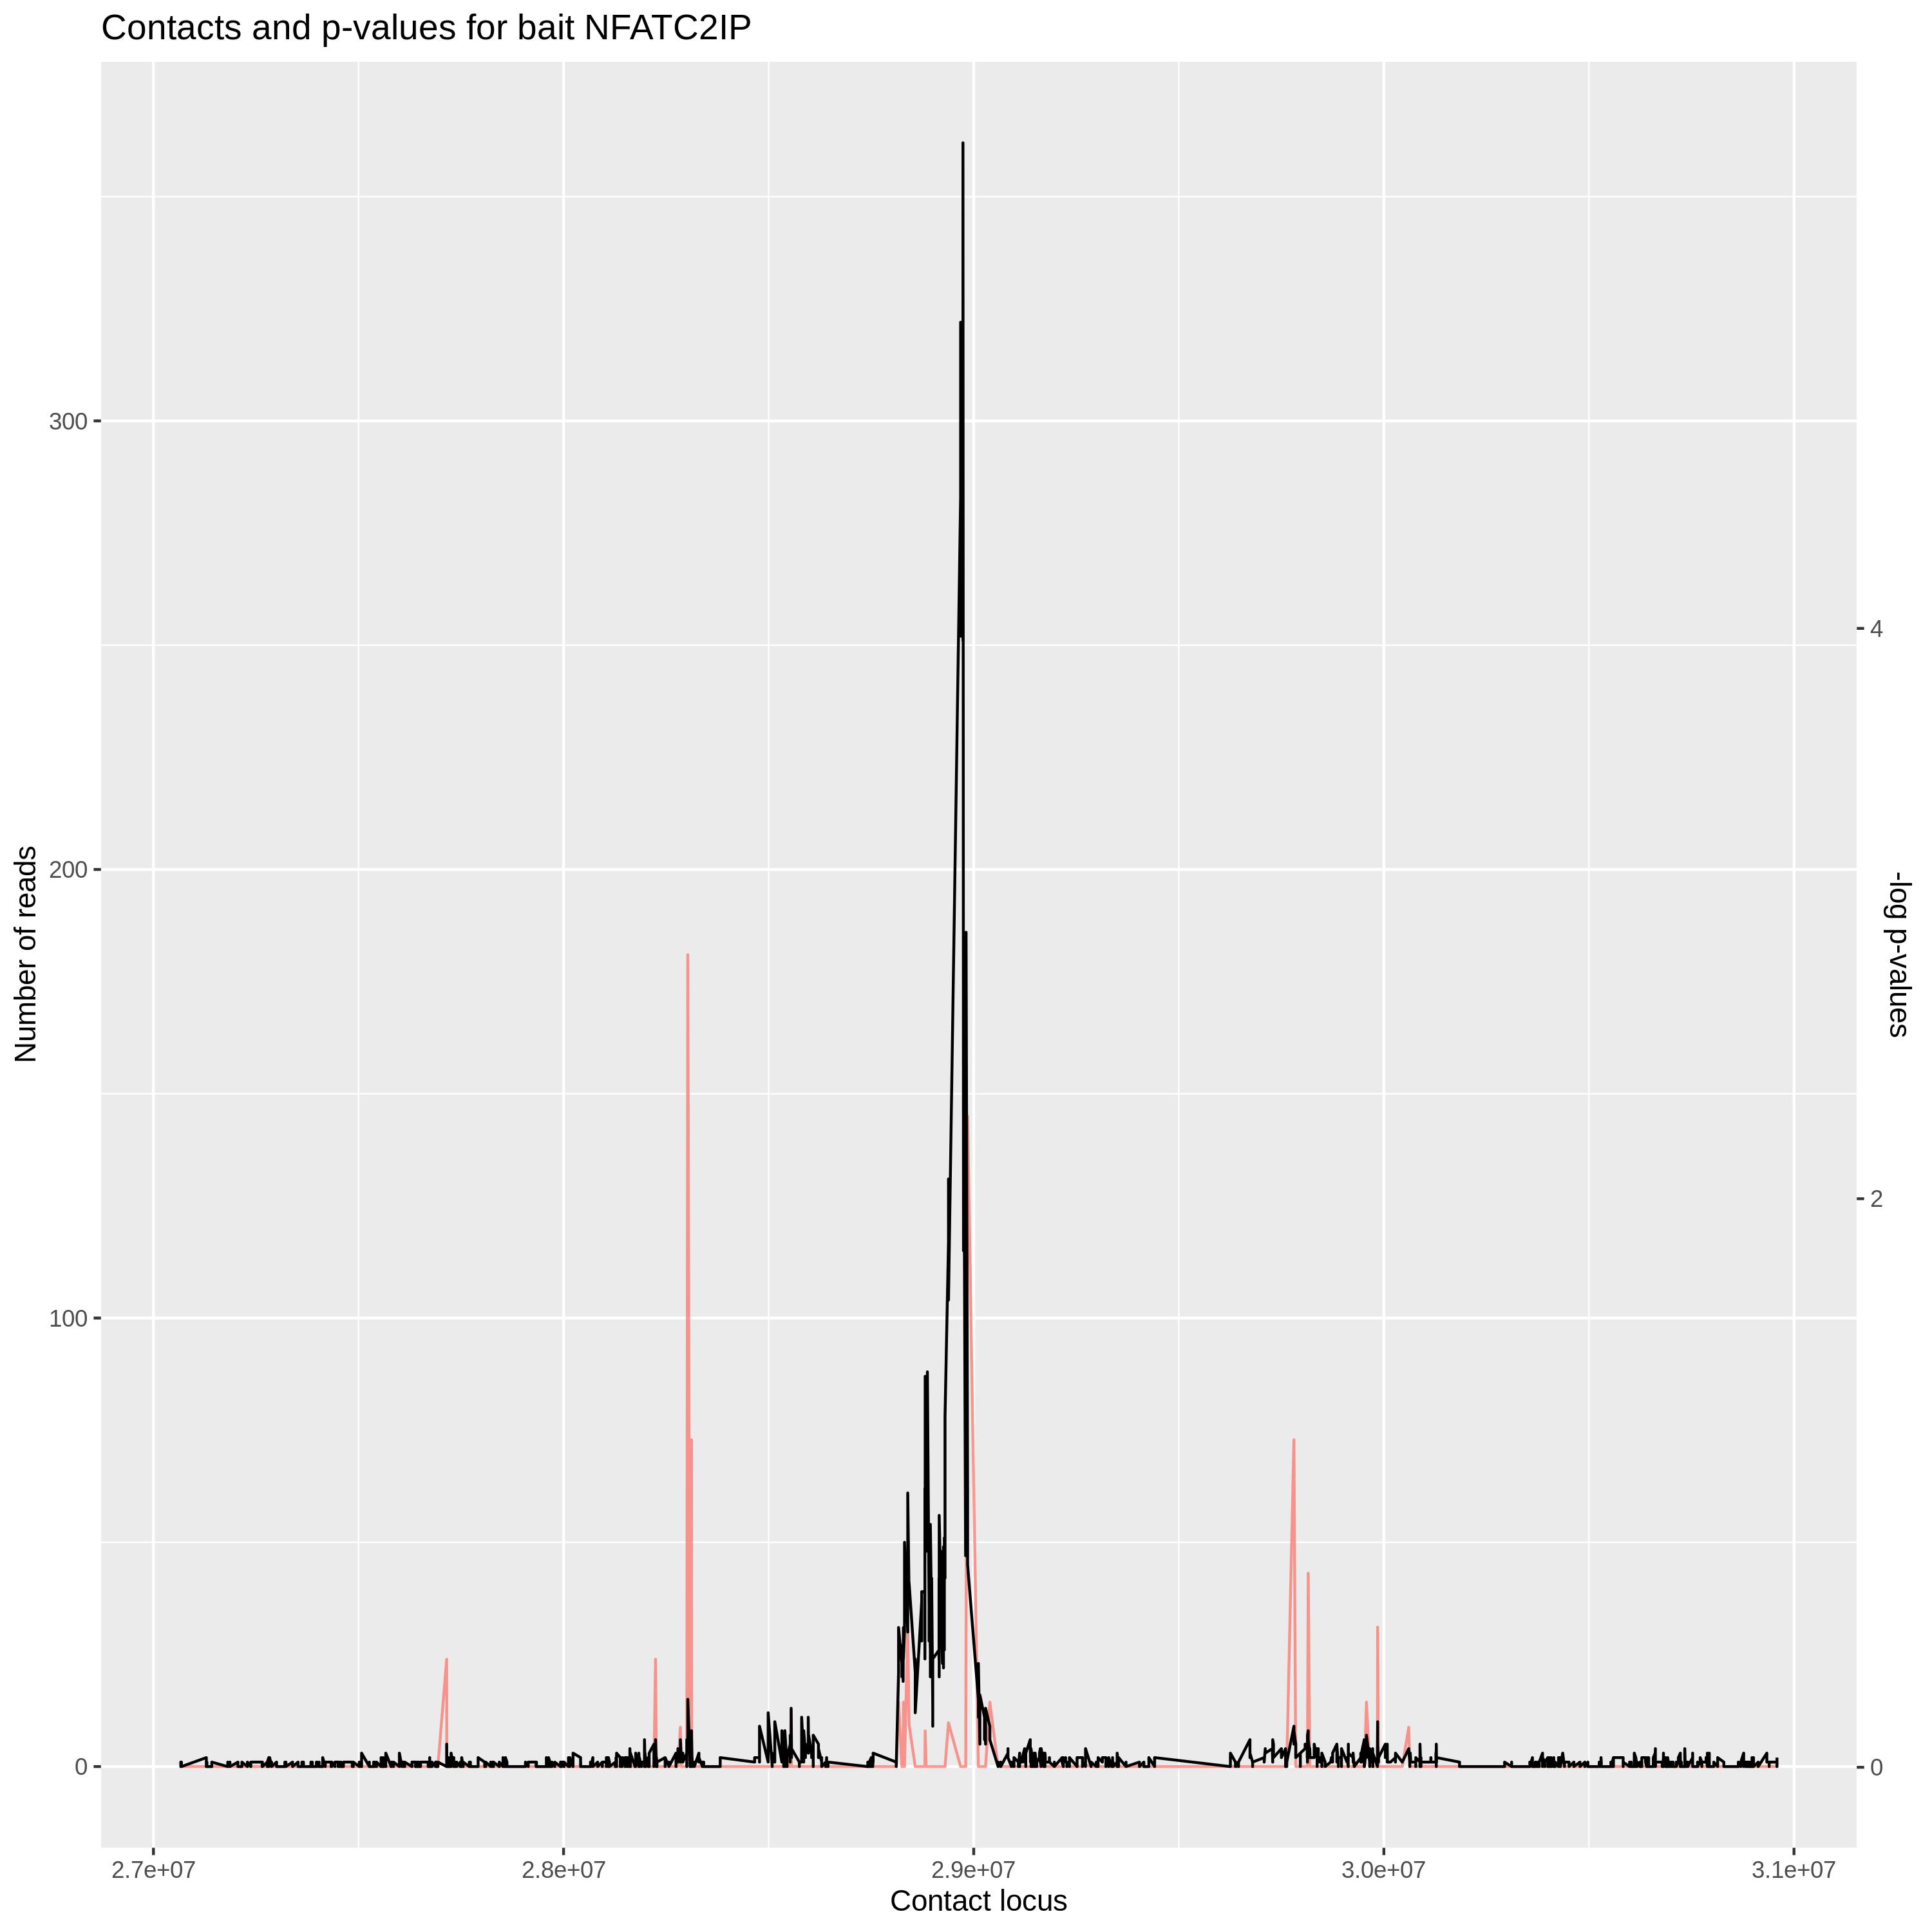 Contacts and p-values for bait NFATC2IP
Number of reads
300
200
100
0
4
2
0
-log p-values
2.7e+07
2.8e+07
2.9e+07
3.0e+07
3.1e+07
Contact locus